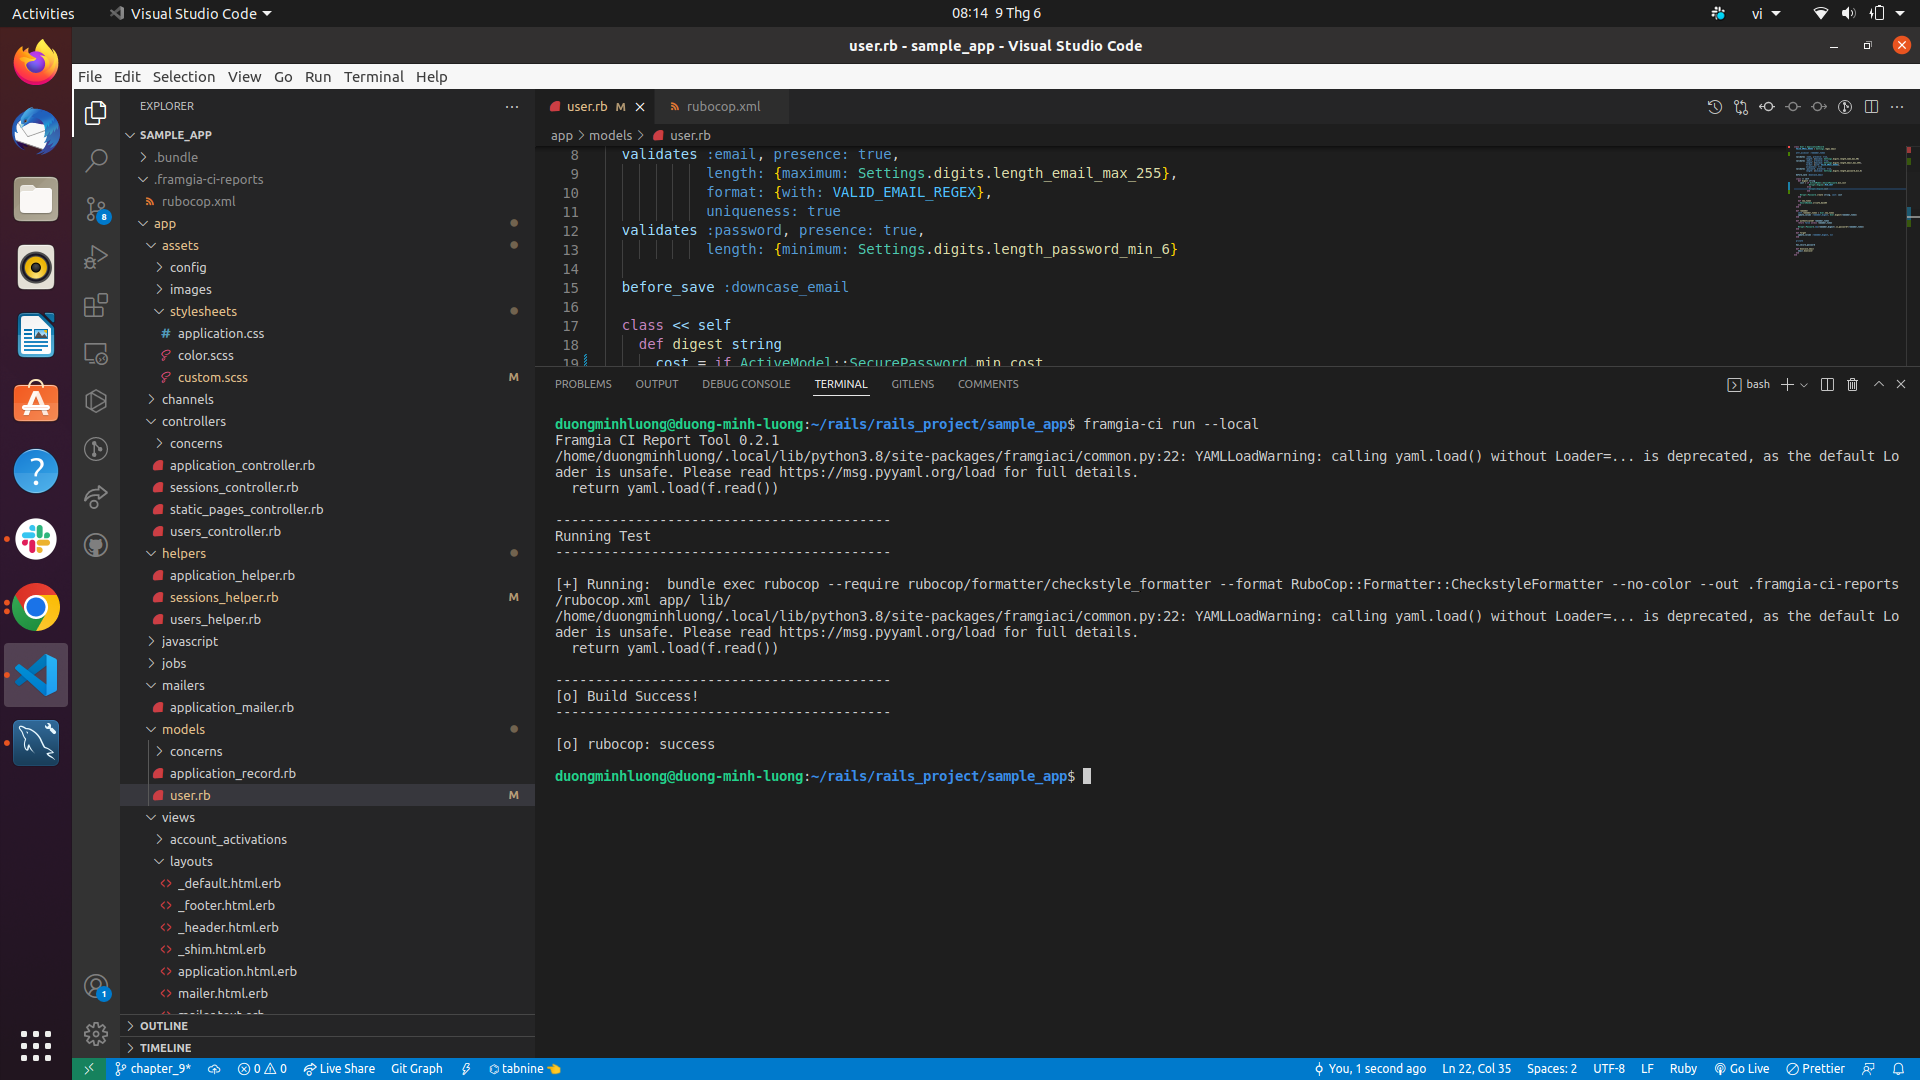 Activities
Visual Studio Code
08:14 9 Thg 6
vi
user.rb - sample_app - Visual Studio Code
File Edit Selection View Go Run Terminal Help
EXPLORER
SAMPLE_APP
.bundle
.framgia-ci-reports
rubocop.xml
app
assets
config
images
stylesheets
# application.css
color.scss
custom.scss M
channels
controllers
concerns
application_controller.rb
sessions_controller.rb
static_pages_controller.rb
users_controller.rb
helpers
application_helper.rb
sessions_helper.rb M
users_helper.rb
javascript
jobs
mailers
application_mailer.rb
models
concerns
application_record.rb
user.rb M
views
account_activations
layouts
_default.html.erb
_footer.html.erb
_header.html.erb
_shim.html.erb
application.html.erb
mailer.html.erb
OUTLINE
TIMELINE
8
1
user.rb M
rubocop.xml
app > models > user.rb
8 validates :email, presence: true,
9 length: {maximum: Settings.digits.length_email_max_255},
10 format: {with: VALID_EMAIL_REGEX},
11 uniqueness: true
12 validates :password, presence: true,
13 length: {minimum: Settings.digits.length_password_min_6}
14
15 before_save :downcase_email
16
17 class << self
18 def digest string
19 cost = if ActiveModel::SecurePassword.min_cost
PROBLEMS OUTPUT DEBUG CONSOLE TERMINAL GITLENS COMMENTS
bash
duongminhluong@duong-minh-luong:~/rails/rails_project/sample_app$ framgia-ci run --local
Framgia CI Report Tool 0.2.1
/home/duongminhluong/.local/lib/python3.8/site-packages/framgiaci/common.py:22: YAMLLoadWarning: calling yaml.load() without Loader=... is deprecated, as the default Lo
ader is unsafe. Please read https://msg.pyyaml.org/load for full details.
return yaml.load(f.read())
------------------------------------------
Running Test
------------------------------------------
[+] Running:  bundle exec rubocop --require rubocop/formatter/checkstyle_formatter --format RuboCop::Formatter::CheckstyleFormatter --no-color --out .framgia-ci-reports
/rubocop.xml app/ lib/
/home/duongminhluong/.local/lib/python3.8/site-packages/framgiaci/common.py:22: YAMLLoadWarning: calling yaml.load() without Loader=... is deprecated, as the default Lo
ader is unsafe. Please read https://msg.pyyaml.org/load for full details.
return yaml.load(f.read())
------------------------------------------
[o] Build Success!
------------------------------------------
[o] rubocop: success
duongminhluong@duong-minh-luong:~/rails/rails_project/sample_app$
chapter_9* 0 0 Live Share Git Graph tabnine
You, 1 second ago Ln 22, Col 35 Spaces: 2 UTF-8 LF Ruby Go Live Prettier